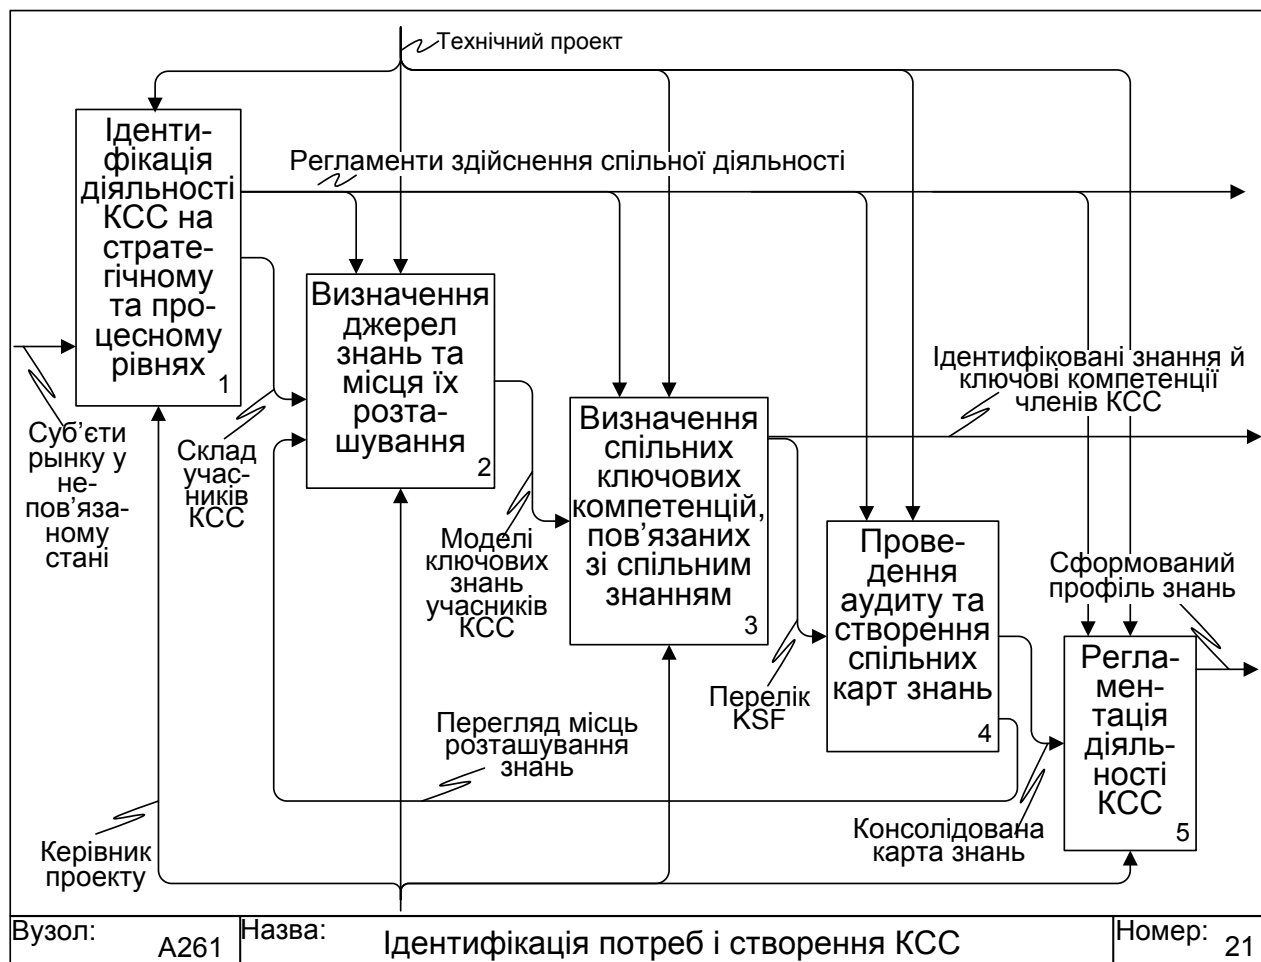 Технічний проект
Іденти-
фікація
діяльності
КСС на
страте-
гічному
та про-
цесному
рівнях
1
Регламенти здійснення спільної діяльності
Визначення
джерел
знань та
місця їх
розта-
шування
2
Ідентифіковані знання й
ключові компетенції
членів КСС
Суб’єти
рынку у
не-
пов’яза-
ному
стані
Склад
учас-
ників
КСС
Визначення
спільних
ключових
компетенцій,
пов’язаних
зі спільним
знанням
3
Моделі
ключових
знань
учасників
КСС
Прове-
дення
аудиту та
створення
спільних
карт знань
4
Сформований
профіль знань
Регла-
мен-
тація
діяль-
ності
КСС
5
Перелік
KSF
Перегляд місць
розташування
знань
Консолідована
карта знань
Керівник
проекту
Вузол:
A261
Назва:
Ідентифікація потреб і створення КСС
Номер:
21